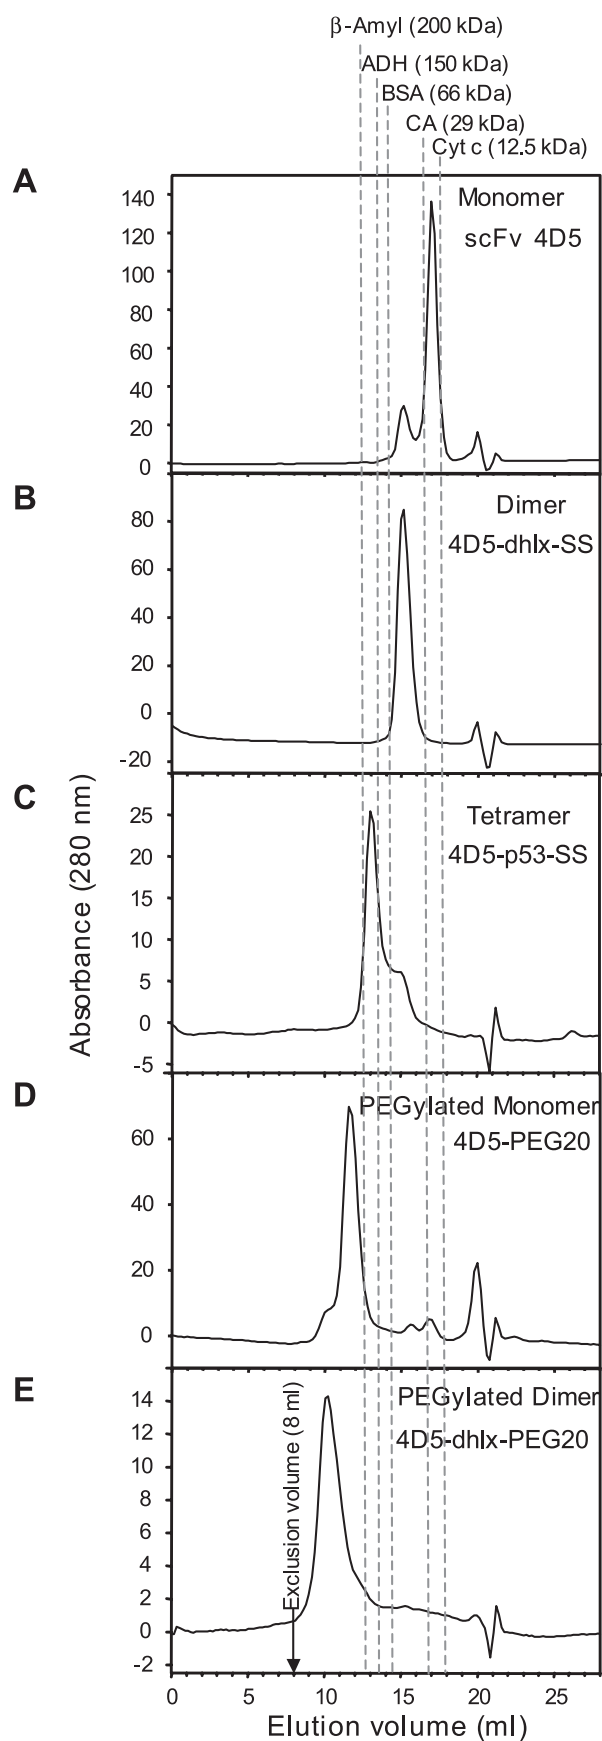 β-Amyl (200 kDa)
ADH (150 kDa)
BSA (66 kDa)
CA (29 kDa)
Cyt c (12.5 kDa)
A
Monomer
scFv 4D5
140
120
100
80
60
40
20
0
B
Dimer
4D5-dhlx-SS
80
60
40
20
0
-20
C
Tetramer
4D5-p53-SS
25
20
15
10
5
0
-5
Absorbance (280 nm)
D
PEGylated Monomer
4D5-PEG20
60
40
20
0
E
PEGylated Dimer
4D5-dhlx-PEG20
14
12
10
8
6
4
2
0
-2
Exclusion volume (8 ml)
0 5 10 15 20 25
Elution volume (ml)